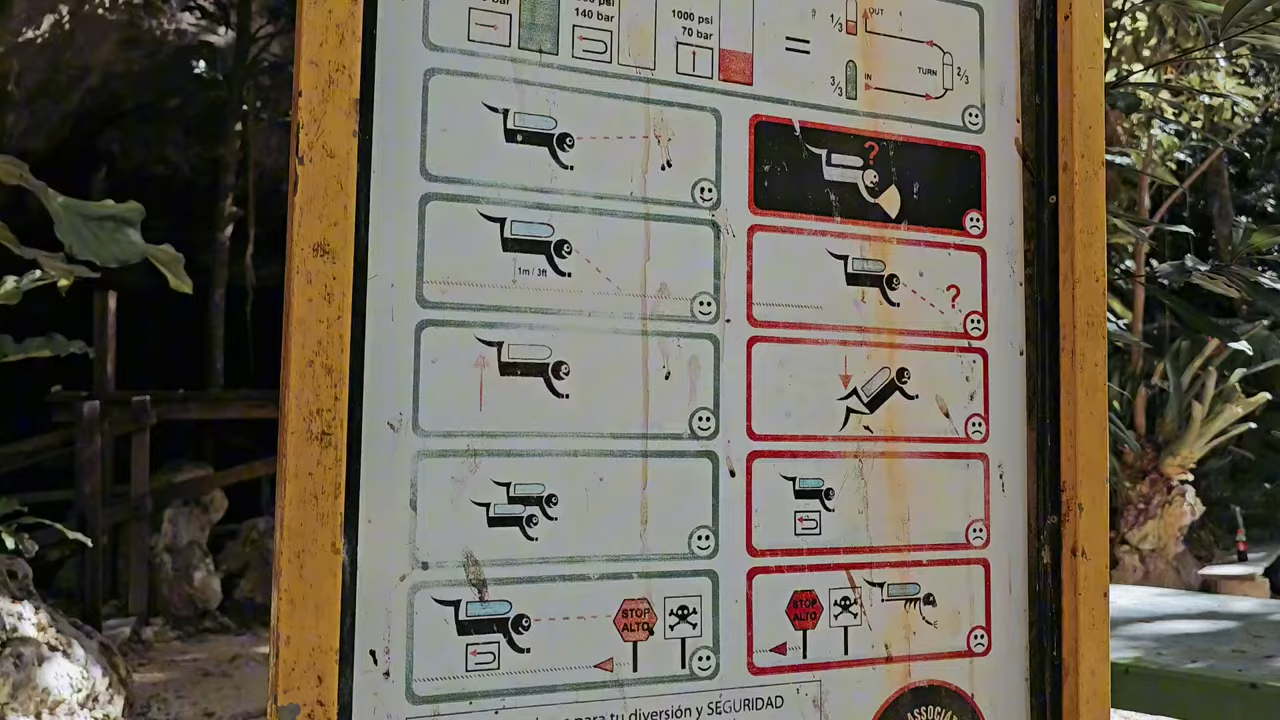 bar
psi
140 bar
1000 psi
70 bar
=
1/3
OUT
TURN
2/3
3/3
IN
?
1m / 3ft
?
STOP
ALTO
STOP
ALTO
para tu diversión y SEGURIDAD
ASSOCIAT